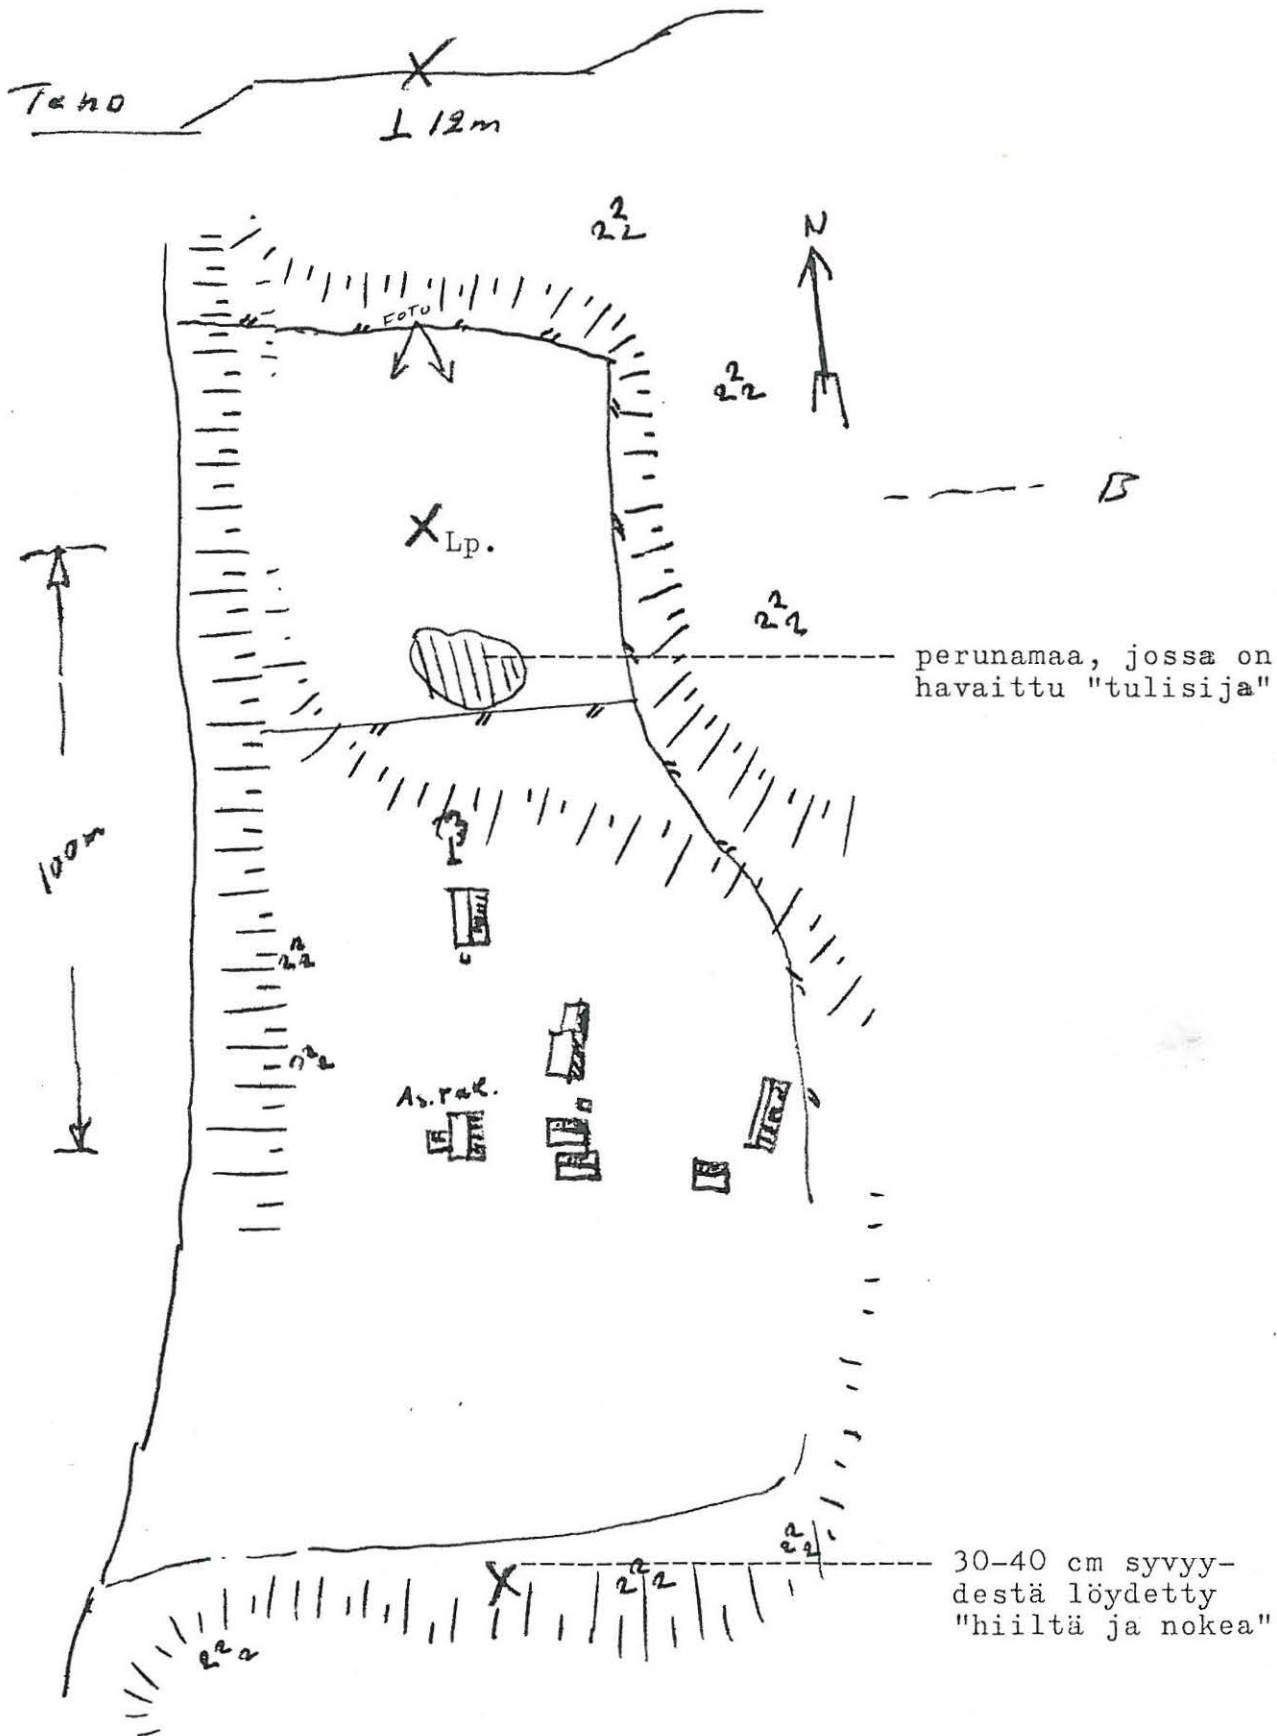 Teno
⊥ 12m
N
FOTO
B
Lp.
perunamaa, jossa on
havaittu "tulisija"
100m
As.rak.
30-40 cm syvyy-
destä löydetty
"hiiltä ja nokea"